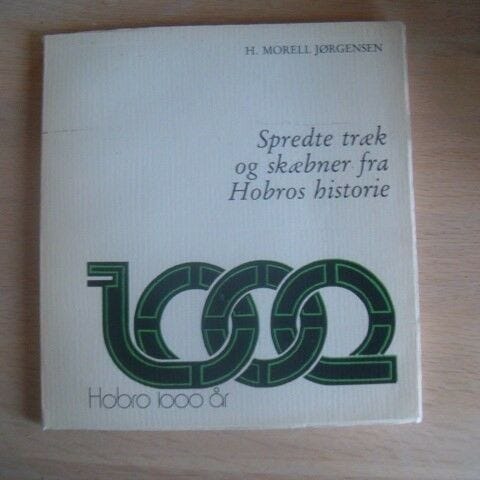 H. MORELL JØRGENSEN
Spredte træk
og skæbner fra
Hobros historie
1000
Hobro 1000 år